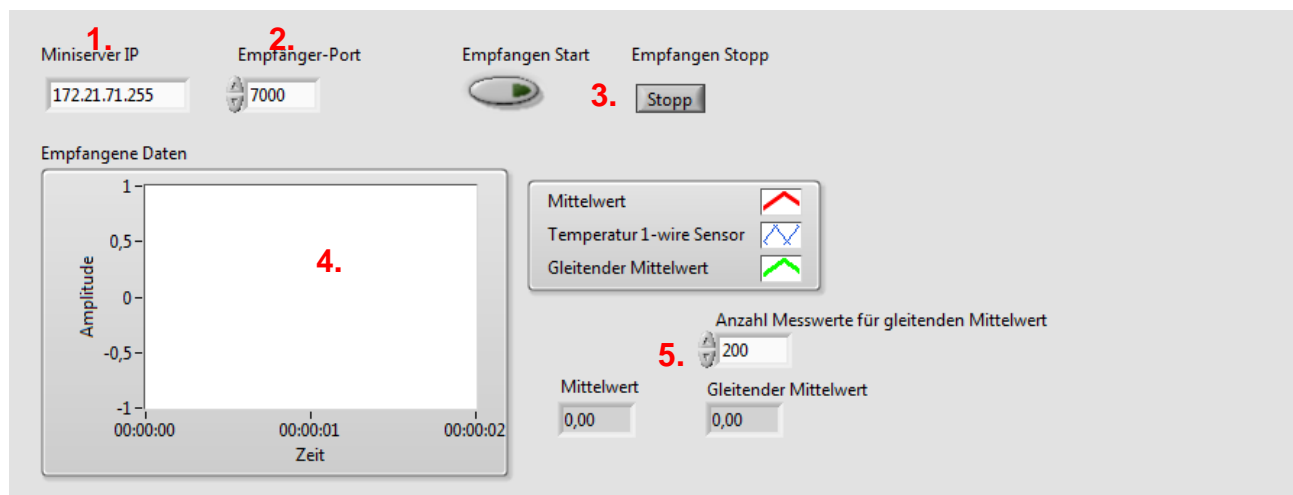 1.
2.
Miniserver IP
Empfänger-Port
Empfangen Start
Empfangen Stopp
172.21.71.255
7000
3.
Stopp
Empfangene Daten
1
0,5
0
-0,5
-1
Amplitude
4.
00:00:00
00:00:01
00:00:02
Zeit
Mittelwert
Temperatur 1-wire Sensor
Gleitender Mittelwert
Anzahl Messwerte für gleitenden Mittelwert
5.
200
Mittelwert
Gleitender Mittelwert
0,00
0,00